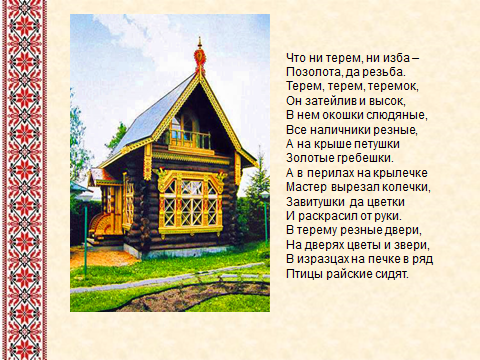 Что ни терем, ни изба –
Позолота, да резьба.
Терем, терем, теремок,
Он затейлив и высок,
В нем окошки слюдяные,
Все наличники резные,
А на крыше петушки
Золотые гребешки.
А в перилах на крылечке
Мастер вырезал колечки,
Завитушки да цветки
И раскрасил от руки.
В терему резные двери,
На дверях цветы и звери,
В изразцах на печке в ряд
Птицы райские сидят.